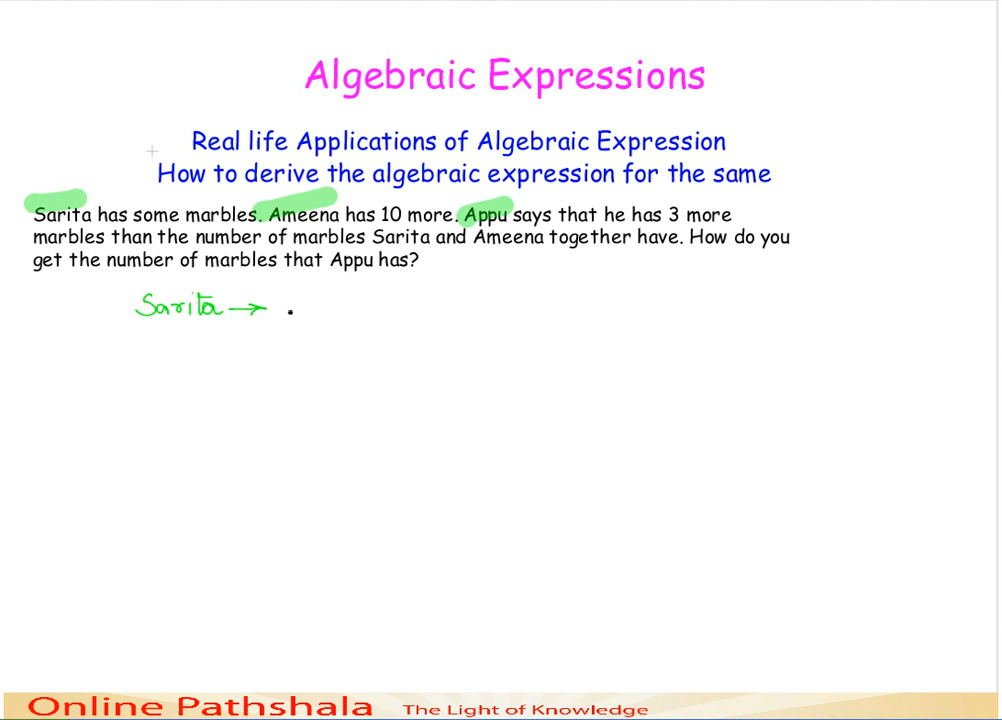 Algebraic Expressions
Real life Applications of Algebraic Expression
How to derive the algebraic expression for the same
Sarita has some marbles. Ameena has 10 more. Appu says that he has 3 more
marbles than the number of marbles Sarita and Ameena together have. How do you
get the number of marbles that Appu has?
Sarita →
Online Pathshala The Light of Knowledge